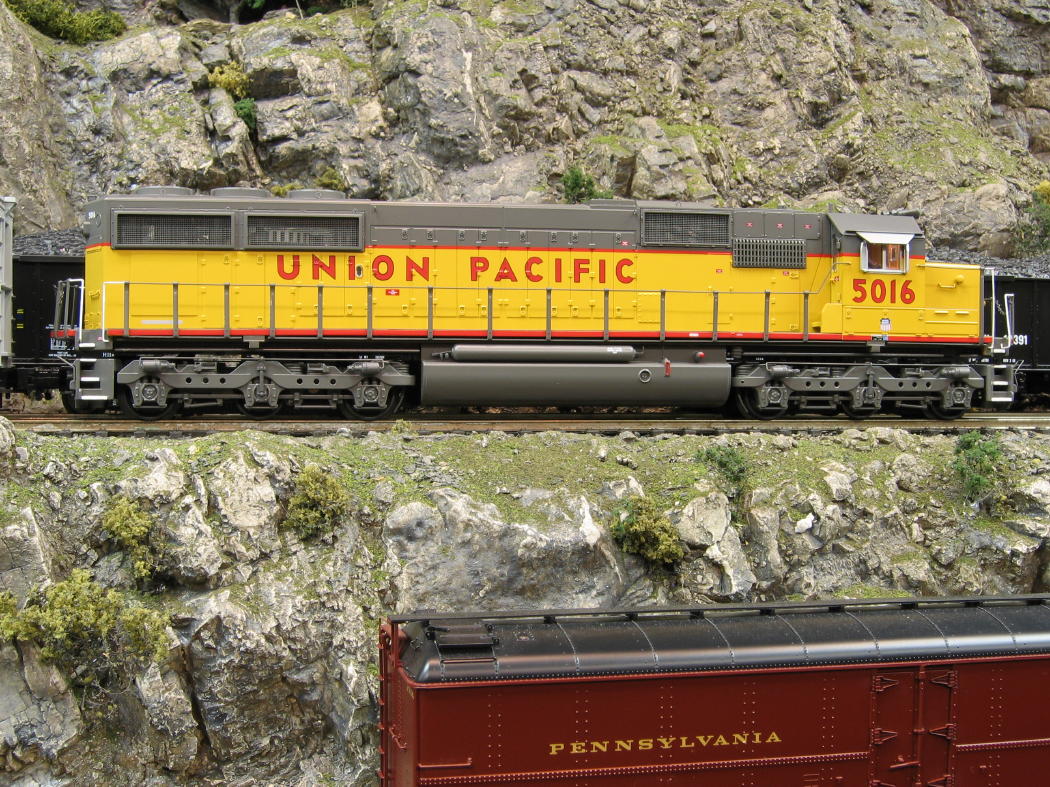 UNION PACIFIC
5016
391
PENNSYLVANIA